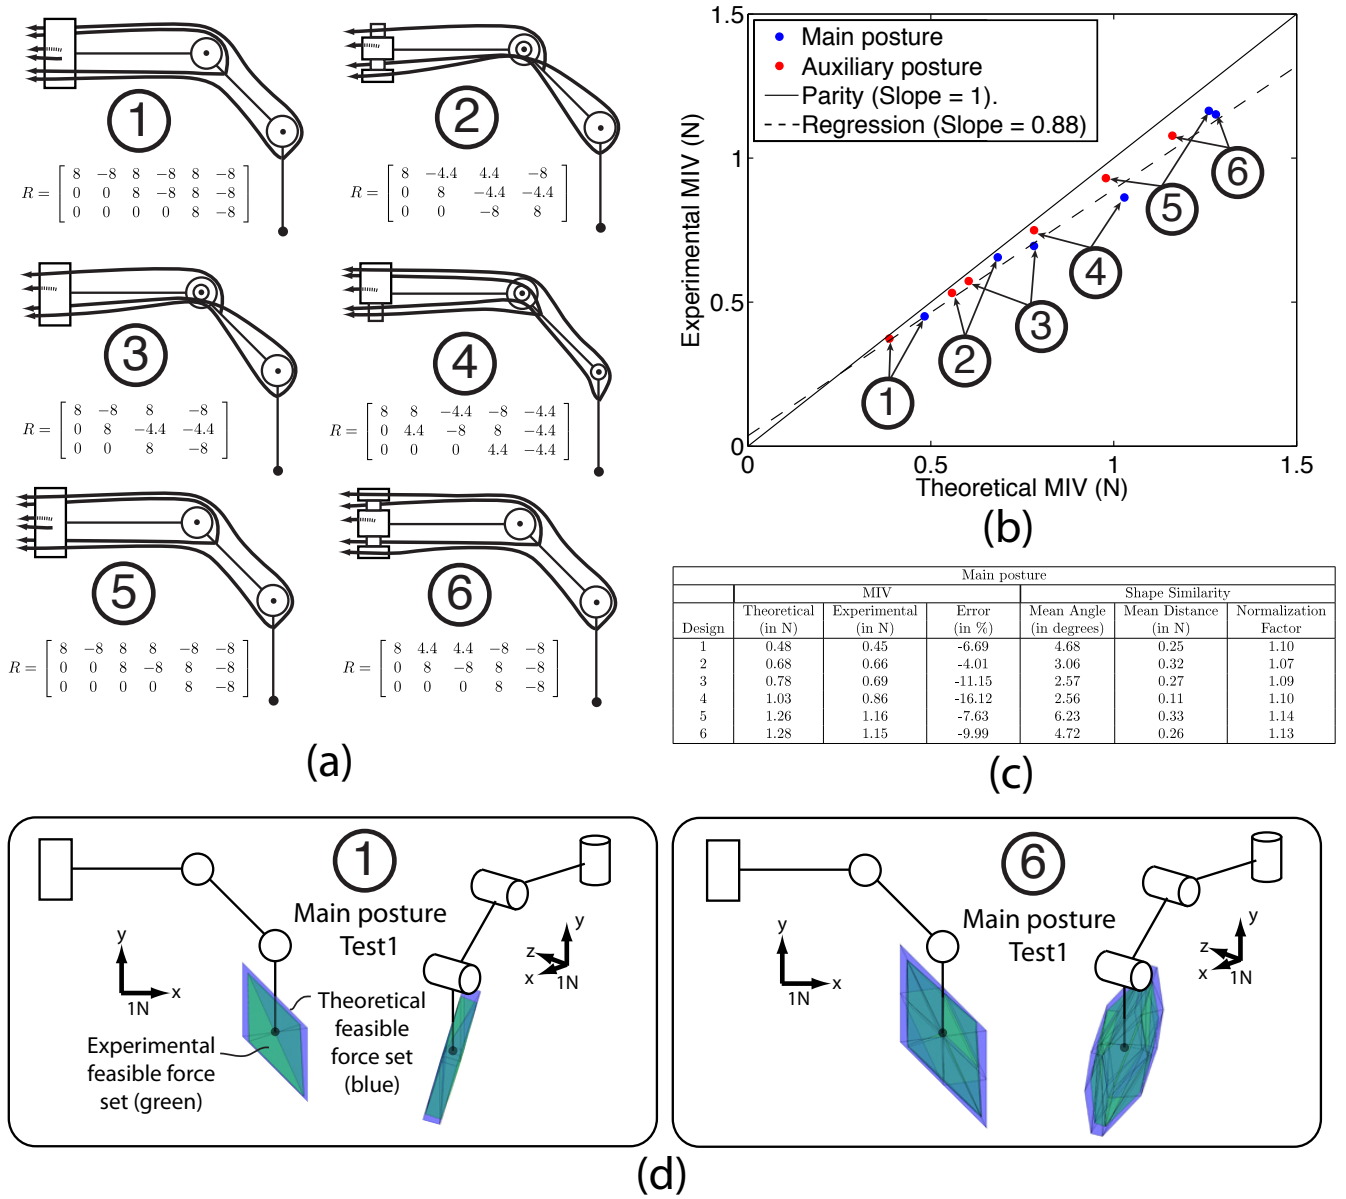 1
R = [ 8 −8 8 −8 8 −8
0 0 8 −8 8 −8
0 0 0 0 8 −8 ]
2
R = [ 8 −4.4 4.4 −8
0 8 −4.4 −4.4
0 0 −8 8 ]
3
R = [ 8 −8 8 −8
0 8 −4.4 −4.4
0 0 8 −8 ]
4
R = [ 8 8 −4.4 −8 −4.4
0 4.4 −8 8 −4.4
0 0 0 4.4 −4.4 ]
5
R = [ 8 −8 8 8 −8 −8
0 0 8 −8 8 −8
0 0 0 0 8 −8 ]
6
R = [ 8 4.4 4.4 −8 −8
0 8 −8 8 −8
0 0 0 8 −8 ]
(a)
Experimental MIV (N)
1.5
1
0.5
0
Main posture
Auxiliary posture
Parity (Slope = 1).
Regression (Slope = 0.88)
1
2
3
4
5
6
0 0.5 1 1.5
Theoretical MIV (N)
(b)
Main posture
MIV Shape Similarity
Theoretical Experimental Error Mean Angle Mean Distance Normalization
Design (in N) (in N) (in %) (in degrees) (in N) Factor
1 0.48 0.45 -6.69 4.68 0.25 1.10
2 0.68 0.66 -4.01 3.06 0.32 1.07
3 0.78 0.69 -11.15 2.57 0.27 1.09
4 1.03 0.86 -16.12 2.56 0.11 1.10
5 1.26 1.16 -7.63 6.23 0.33 1.14
6 1.28 1.15 -9.99 4.72 0.26 1.13
(c)
1
Main posture
Test1
y
x
1N
y
z
x
1N
Theoretical
feasible
force set
(blue)
Experimental
feasible force
set (green)
6
Main posture
Test1
y
x
1N
y
z
x
1N
(d)